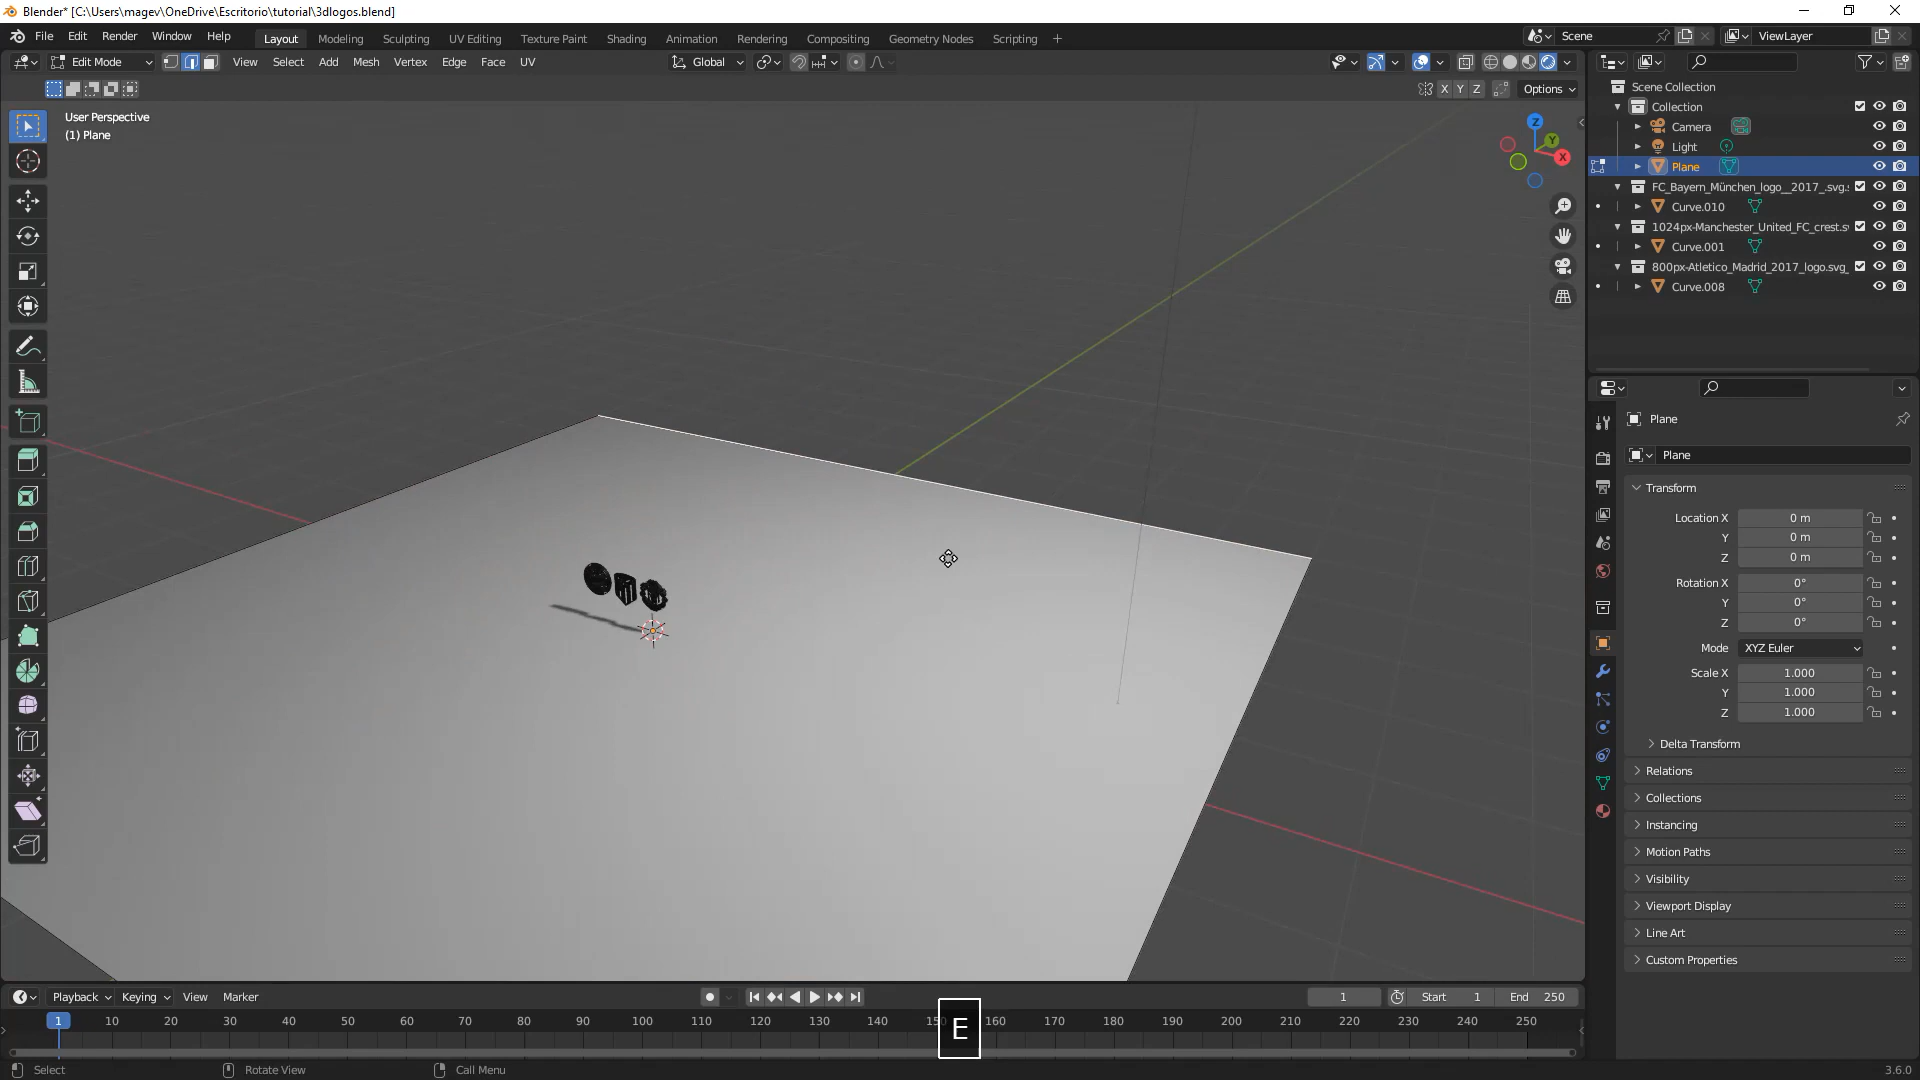 Blender* [C:\Users\magev\OneDrive\Escritorio\tutorial\3dlogos.blend]
File Edit Render Window Help Layout Modeling Sculpting UV Editing Texture Paint Shading Animation Rendering Compositing Geometry Nodes Scripting + Scene ViewLayer
Edit Mode View Select Add Mesh Vertex Edge Face UV Global
X Y Z Options
User Perspective
(1) Plane
Z
Y
X
Scene Collection
Collection
Camera
Light
Plane
FC_Bayern_München_logo__2017_.svg.
Curve.010
1024px-Manchester_United_FC_crest.sv
Curve.001
800px-Atletico_Madrid_2017_logo.svg_
Curve.008
Plane
Plane
Transform
Location X 0 m
Y 0 m
Z 0 m
Rotation X 0°
Y 0°
Z 0°
Mode XYZ Euler
Scale X 1.000
Y 1.000
Z 1.000
Delta Transform
Relations
Collections
Instancing
Motion Paths
Visibility
Viewport Display
Line Art
Custom Properties
Playback Keying View Marker 1 Start 1 End 250
1 10 20 30 40 50 60 70 80 90 100 110 120 130 140 160 170 180 190 200 210 220 230 240 250
E
Select Rotate View Call Menu 3.6.0